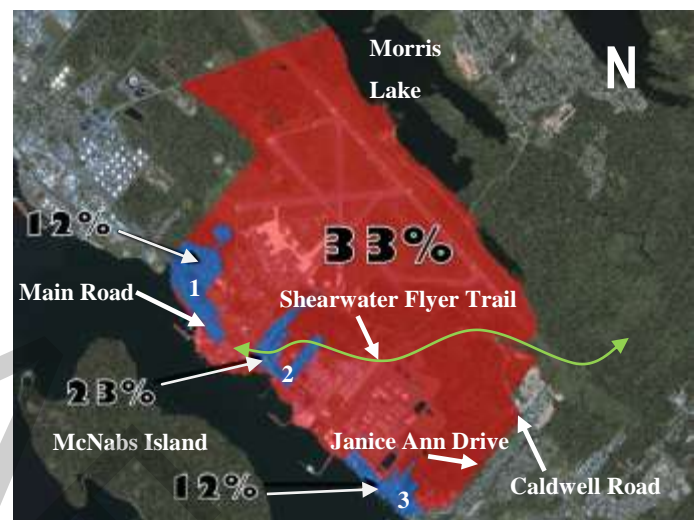 Morris
Lake
N
12%
33%
1
Main Road
Shearwater Flyer Trail
23%
2
McNabs Island
Janice Ann Drive
12%
3
Caldwell Road